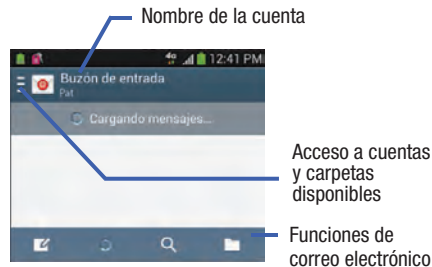 Nombre de la cuenta
4G 12:41 PM
Buzón de entrada
Pat
Cargando mensajes...
Acceso a cuentas
y carpetas
disponibles
Funciones de
correo electrónico